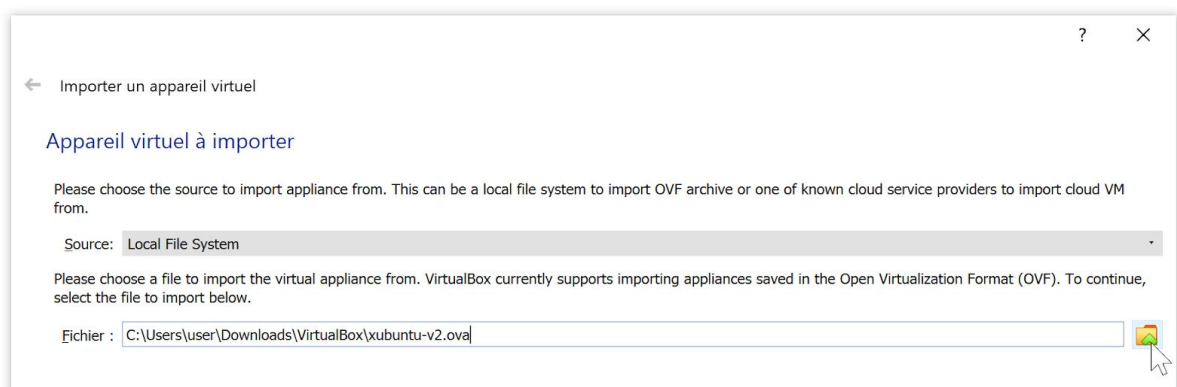 ?
Importer un appareil virtuel
Appareil virtuel à importer
Please choose the source to import appliance from. This can be a local file system to import OVF archive or one of known cloud service providers to import cloud VM
from.
Source: Local File System
Please choose a file to import the virtual appliance from. VirtualBox currently supports importing appliances saved in the Open Virtualization Format (OVF). To continue,
select the file to import below.
Fichier : C:\Users\user\Downloads\VirtualBox\xubuntu-v2.ova